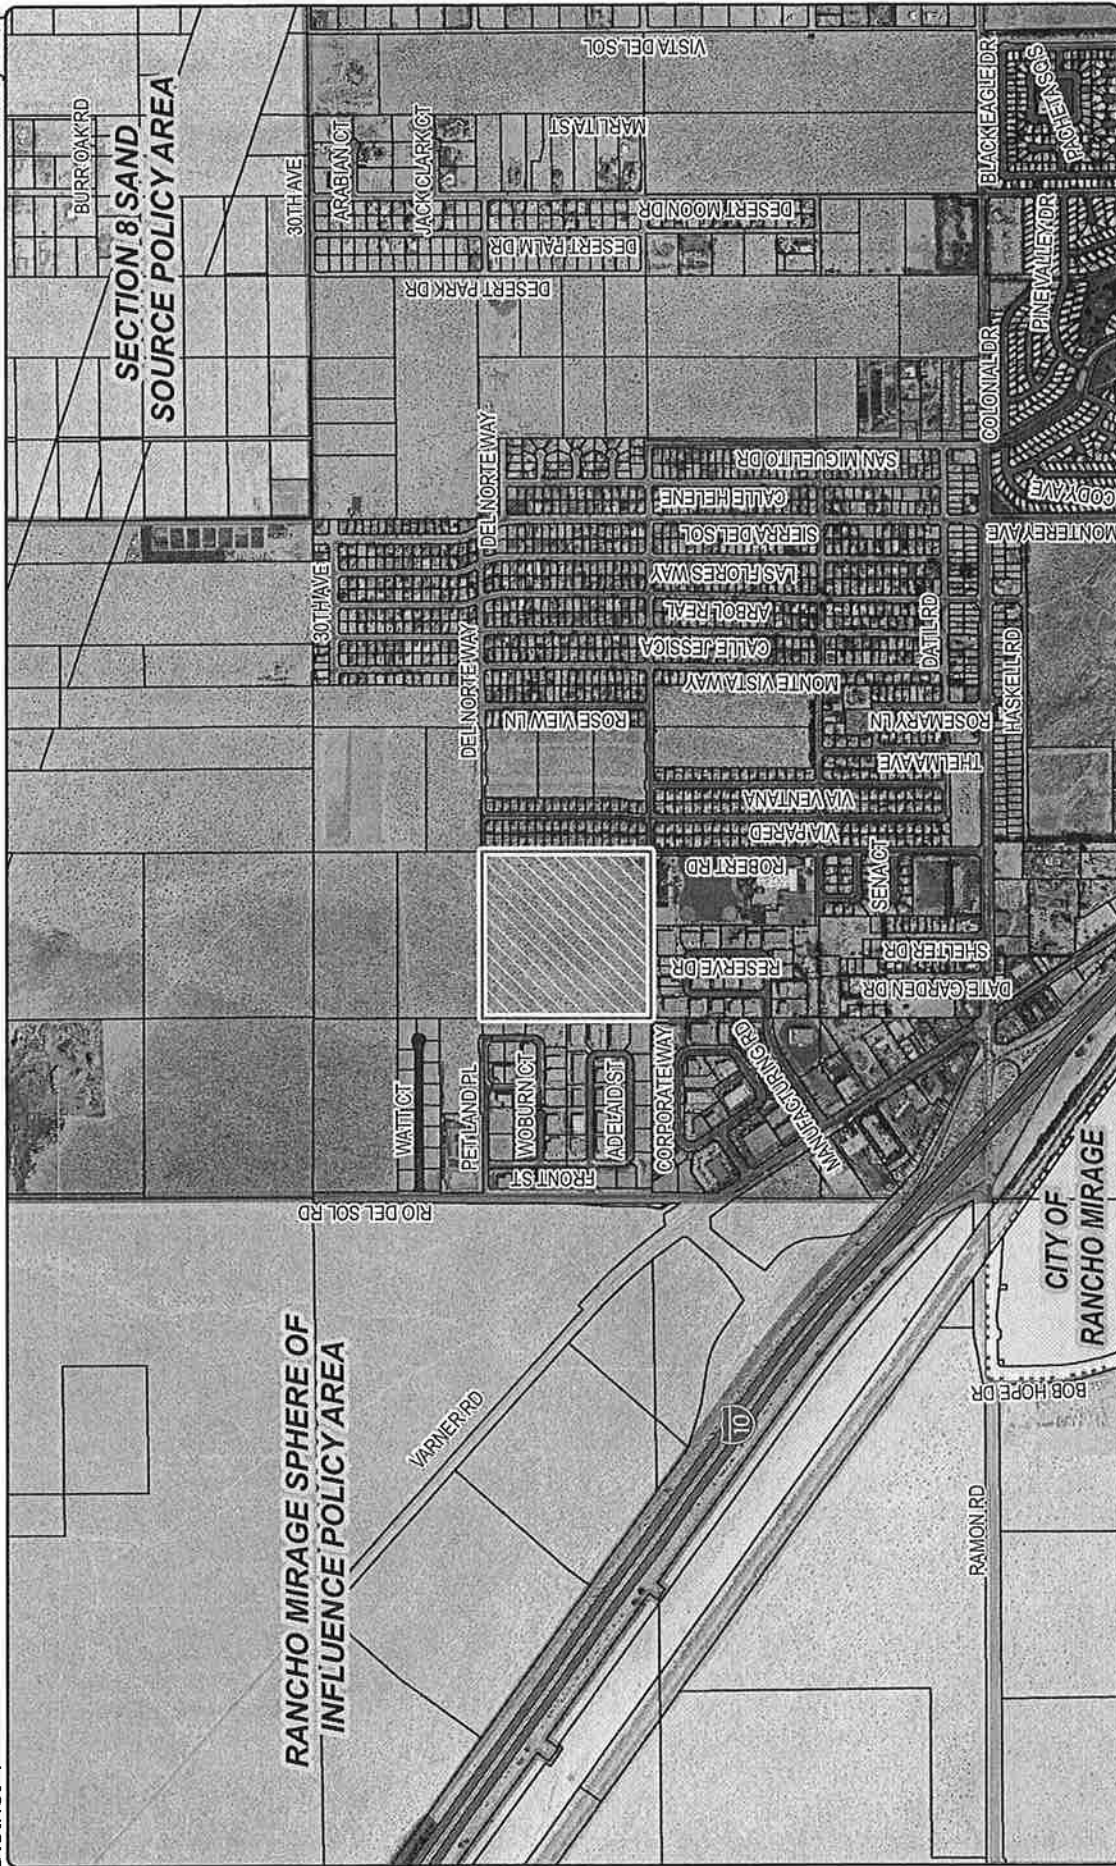 BURR OAK RD
SECTION 8 SAND
SOURCE POLICY AREA
30TH AVE
ARABIAN CT
JACK CLARK CT
VISTA DEL SOL
MARLITA ST
DESERT MOON DR
DESERT PALM DR
DESERT PARK DR
BLACK EAGLE DR
PACHETASO S
PINE VALLEY DR
COLONIAL DR
CODY AVE
MONTEREY AVE
DEL NORTE WAY
SAN MIGUELITO DR
CALLE HELENE
SIERRA DEL SOL
LAS FLORES WAY
ARBOL REAL
CALLE JESSICA
MONTE VISTA WAY
30TH AVE
DEL NORTE WAY
DATIL RD
HASKELL RD
ROSE VIEW LN
ROSEMARY LN
THELMA AVE
VIA VENTANA
VIA PARED
ROBERT RD
SENA CT
SHELTER DR
RESERVE DR
DATE GARDEN DR
WATT CT
PET LAND PL
WOBURN CT
ADELAID ST
FRONT ST
CORPORATE WAY
MANUFACTURING RD
RIO DEL SOL RD
CITY OF
RANCHO MIRAGE
RANCHO MIRAGE SPHERE OF
INFLUENCE POLICY AREA
VARNER RD
10
BOB HOPE DR
RAMON RD